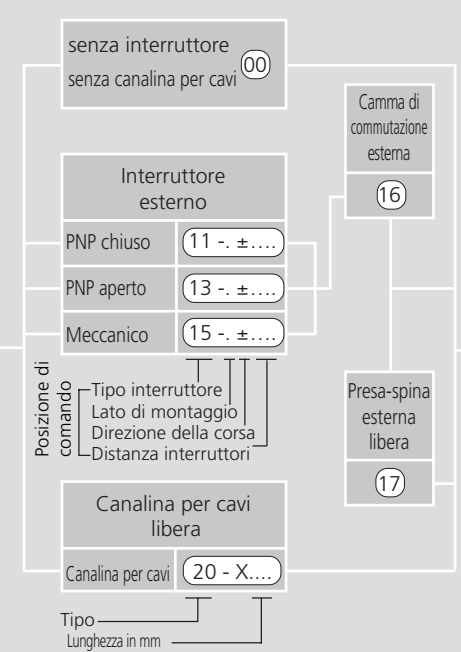 senza interruttore
senza canalina per cavi 00
Camma di
commutazione
esterna
16
Interruttore
esterno
PNP chiuso 11 -. ±....
PNP aperto 13 -. ±....
Meccanico 15 -. ±....
Posizione di
comando
Tipo interruttore
Lato di montaggio
Direzione della corsa
Distanza interruttori
Presa-spina
esterna
libera
17
Canalina per cavi
libera
Canalina per cavi 20 - X....
Tipo
Lunghezza in mm